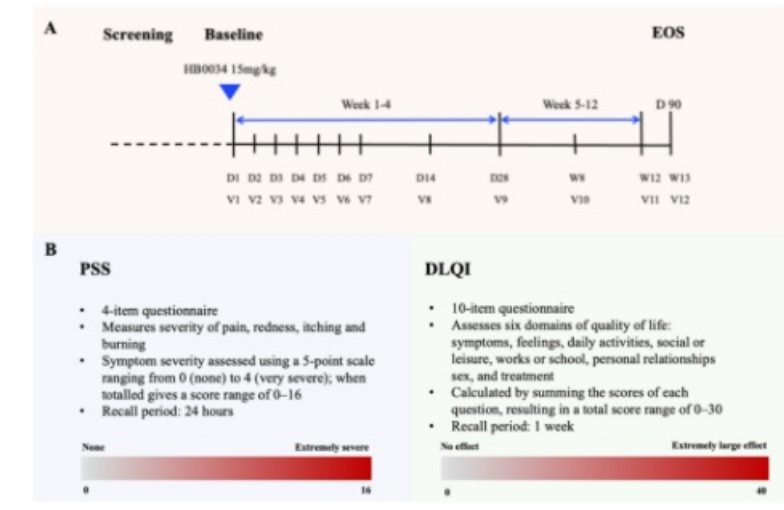 A
Screening Baseline EOS
HB0034 15mg/kg
Week 1-4 Week 5-12 D 90
D1 D2 D3 D4 D5 D6 D7 D14 D28 W8 W12 W13
V1 V2 V3 V4 V5 V6 V7 V8 V9 V10 V11 V12
B
PSS
• 4-item questionnaire
• Measures severity of pain, redness, itching and
burning
• Symptom severity assessed using a 5-point scale
ranging from 0 (none) to 4 (very severe); when
totalled gives a score range of 0–16
• Recall period: 24 hours
None Extremely severe
0 16
DLQI
• 10-item questionnaire
• Assesses six domains of quality of life:
symptoms, feelings, daily activities, social or
leisure, works or school, personal relationships
sex, and treatment
• Calculated by summing the scores of each
question, resulting in a total score range of 0–30
• Recall period: 1 week
No effect Extremely large effect
0 40